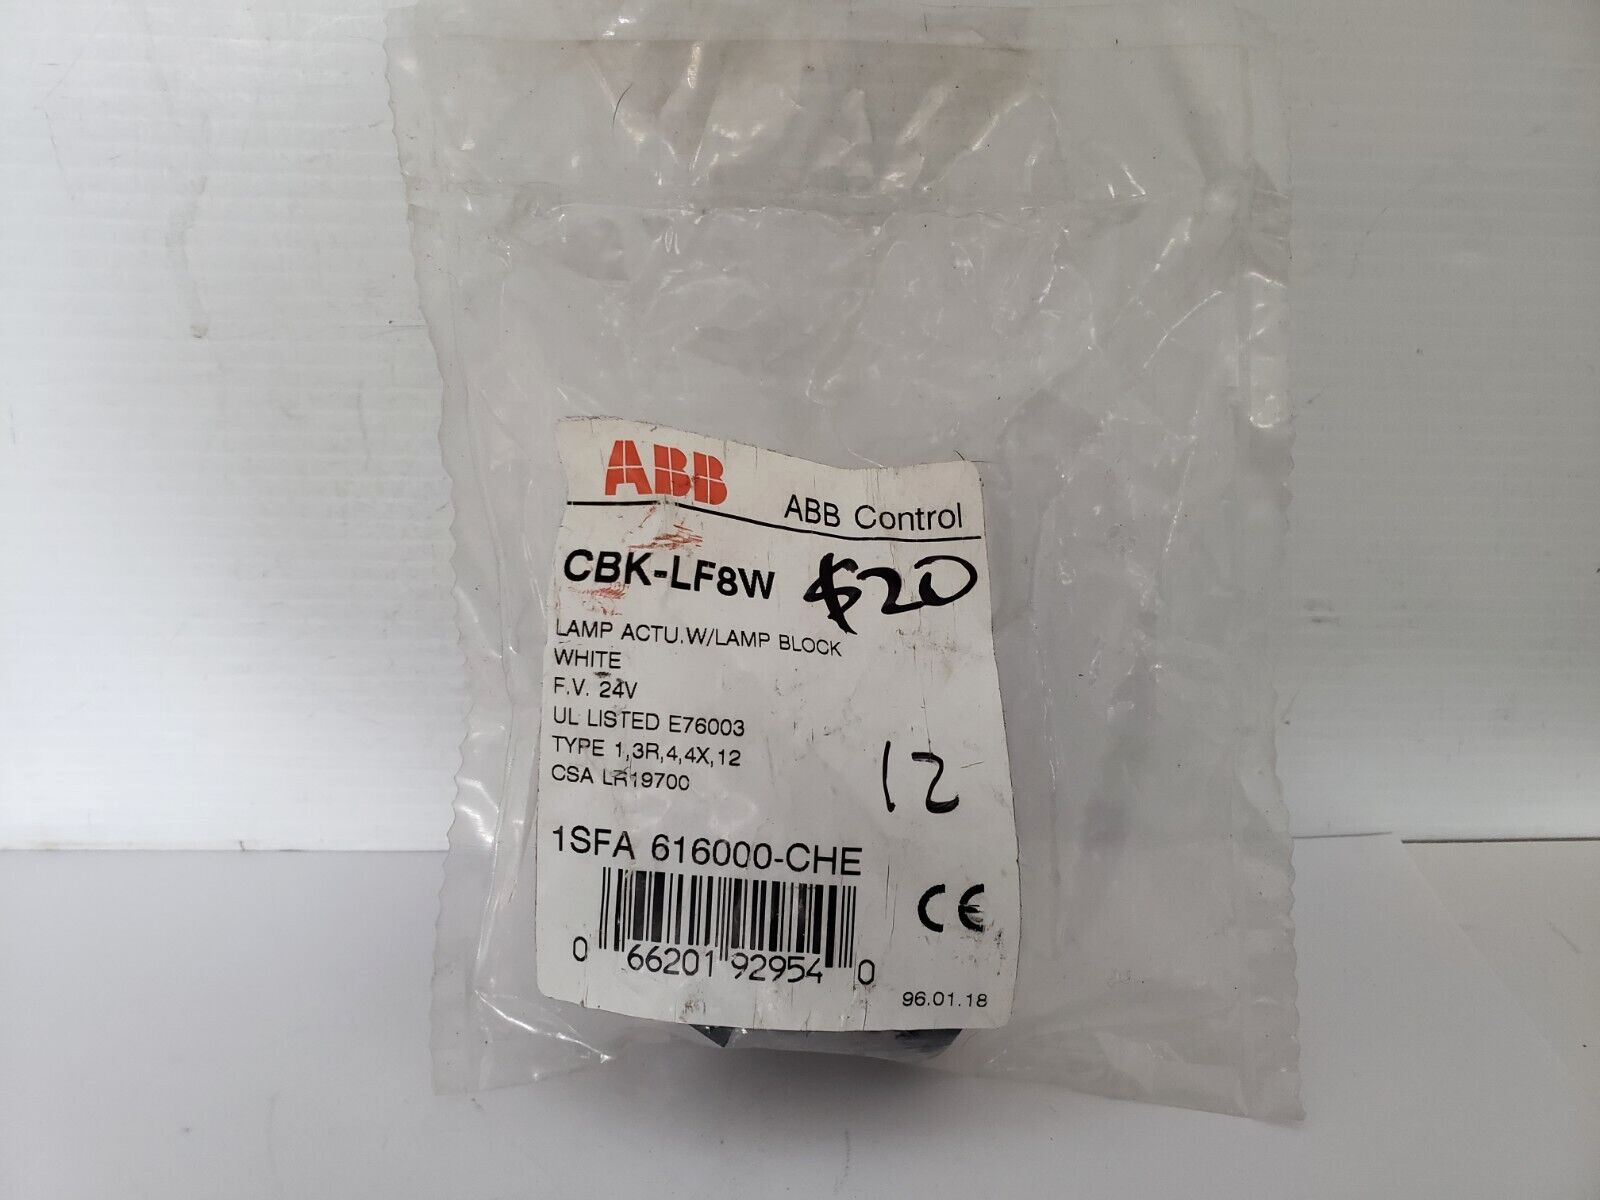 ABB
ABB Control
CBK-LF8W $20
LAMP ACTU.W/LAMP BLOCK
WHITE
F.V. 24V
UL LISTED E76003
TYPE 1,3R,4,4X,12
CSA LR19700
12
1SFA 616000-CHE
CE
0 66201 92954 0
96.01.18